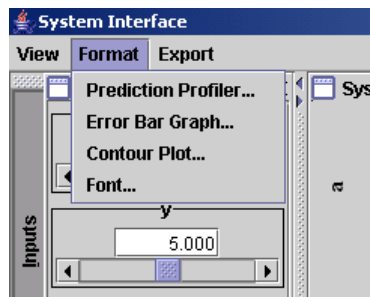 System Interface
View Format Export
Prediction Profiler...
Sys
Error Bar Graph...
Contour Plot...
Font...
a
y
5.000
Inputs